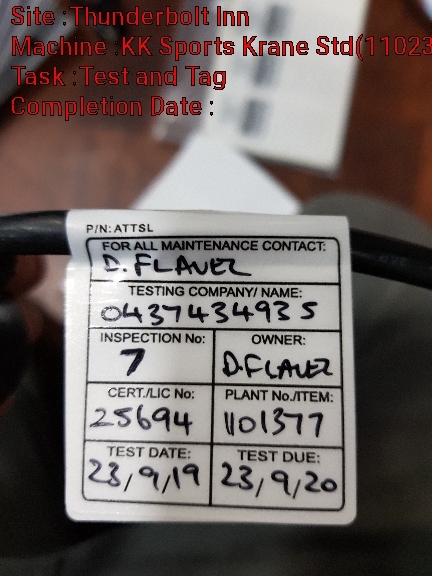 Site :Thunderbolt Inn
Machine :KK Sports Krane Std(11023
Task :Test and Tag
Completion Date :
P/N: ATTSL
FOR ALL MAINTENANCE CONTACT:
D. FLAVEL
TESTING COMPANY/ NAME:
0437434935
INSPECTION No: OWNER:
7 D.FLAVEL
CERT./LIC No: PLANT No./ITEM:
25694 1101377
TEST DATE: TEST DUE:
23/9/19 23/9/20